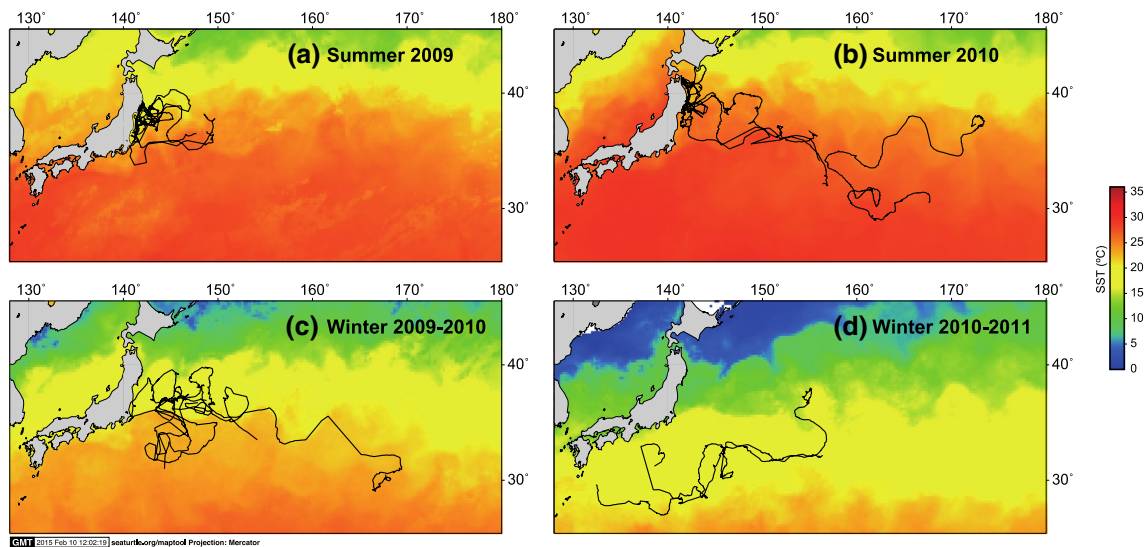 130˚ 140˚ 150˚ 160˚ 170˚ 180˚ 130˚ 140˚ 150˚ 160˚ 170˚ 180˚
(a) Summer 2009
(b) Summer 2010
40˚ 40˚
30˚ 30˚
130˚ 140˚ 150˚ 160˚ 170˚ 180˚ 130˚ 140˚ 150˚ 160˚ 170˚ 180˚
(c) Winter 2009-2010
(d) Winter 2010-2011
40˚ 40˚
30˚ 30˚
35
30
25
20
15
10
5
0
SST (ºC)
GMT 2015 Feb 10 12:02:19 seaturtle.org/maptool Projection: Mercator